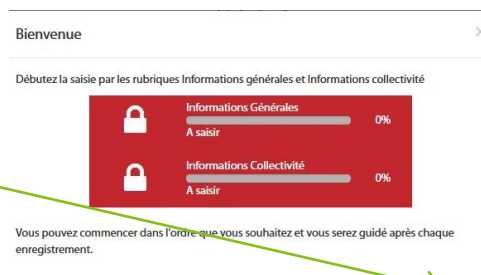 Bienvenue
Débutez la saisie par les rubriques Informations générales et Informations collectivité
Informations Générales
0%
A saisir
Informations Collectivité
0%
A saisir
Vous pouvez commencer dans l'ordre que vous souhaitez et vous serez guidé après chaque
enregistrement.